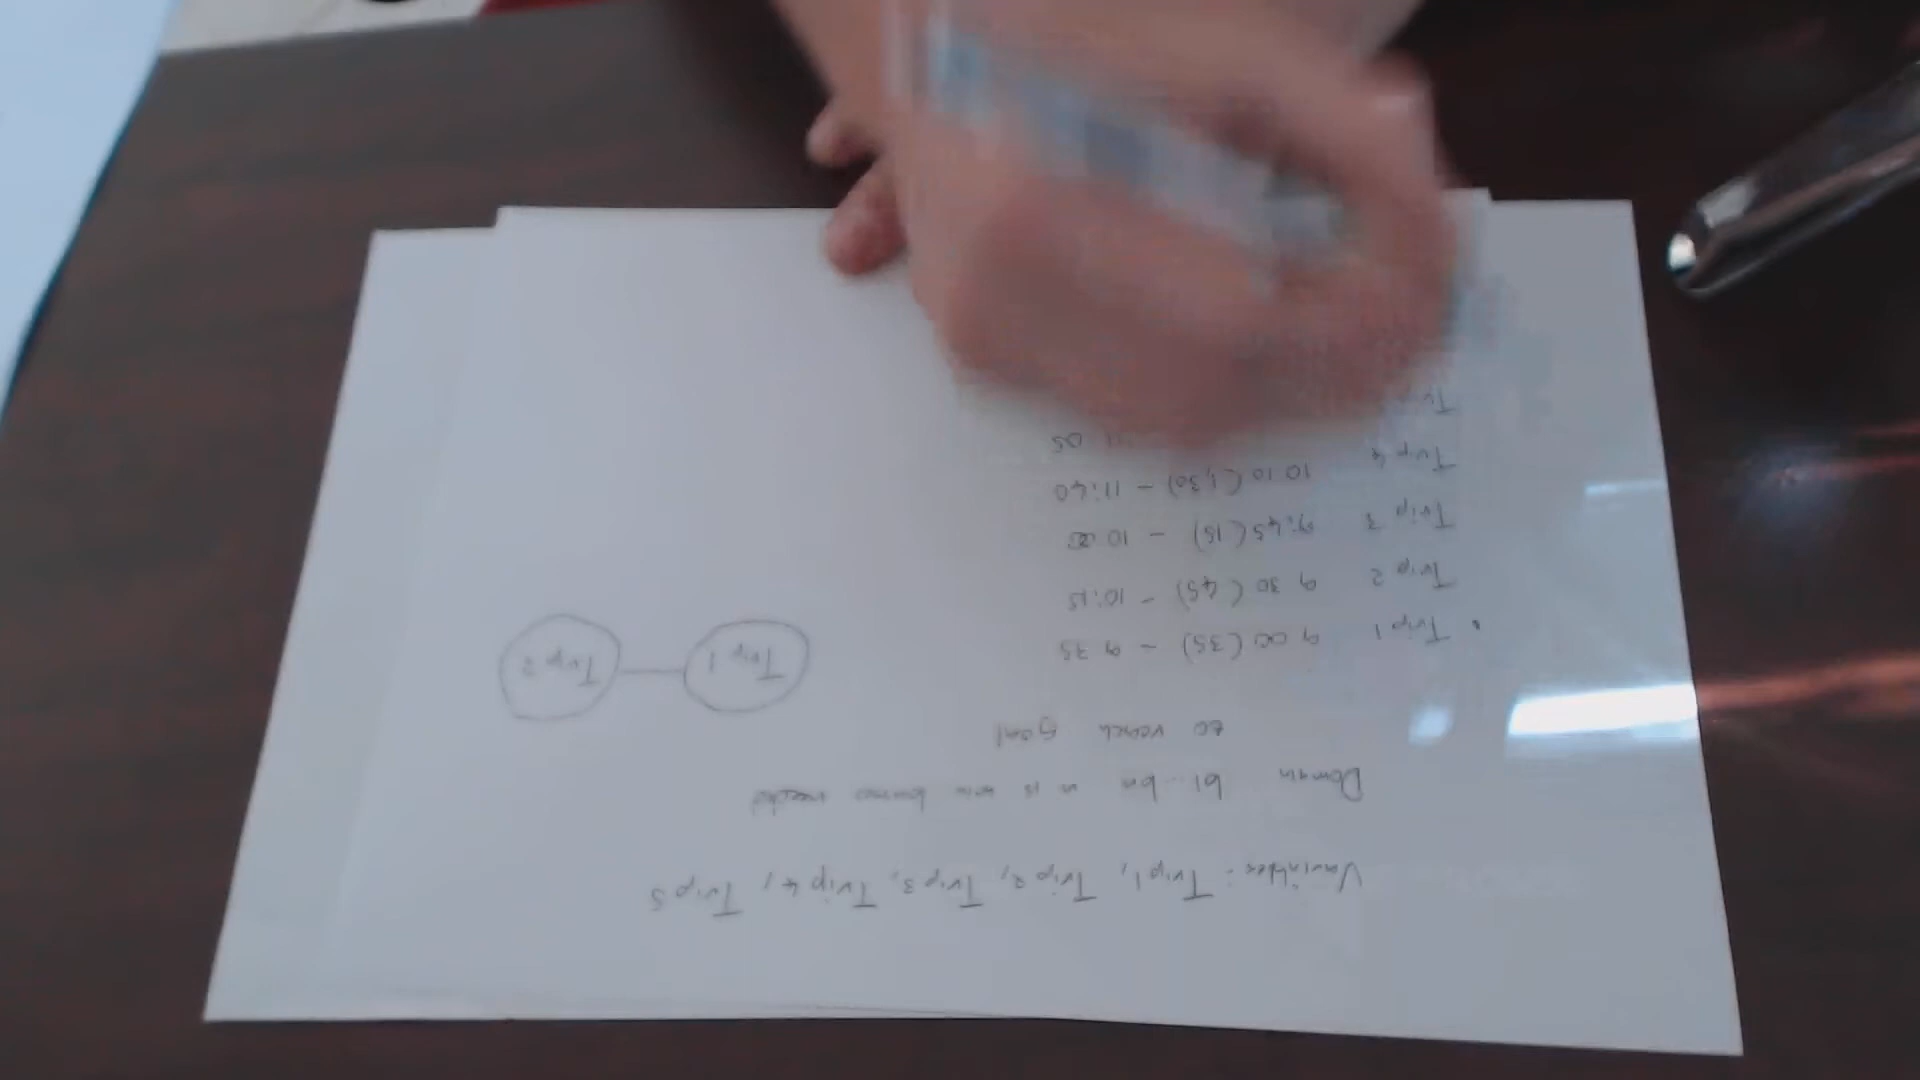 Variables: Trip 1, Trip 2, Trip 3, Trip 4, Trip 5
Domain b1...bn n is min buses needed
to reach goal
Trip 1 9 00 (35) - 9 35
Trip 2 9 30 (45) - 10:15
Trip 3 9:45 (15) - 10 00
Trip 4 10 10 (1,30) - 11:40
05
Trip 1
Trip 2